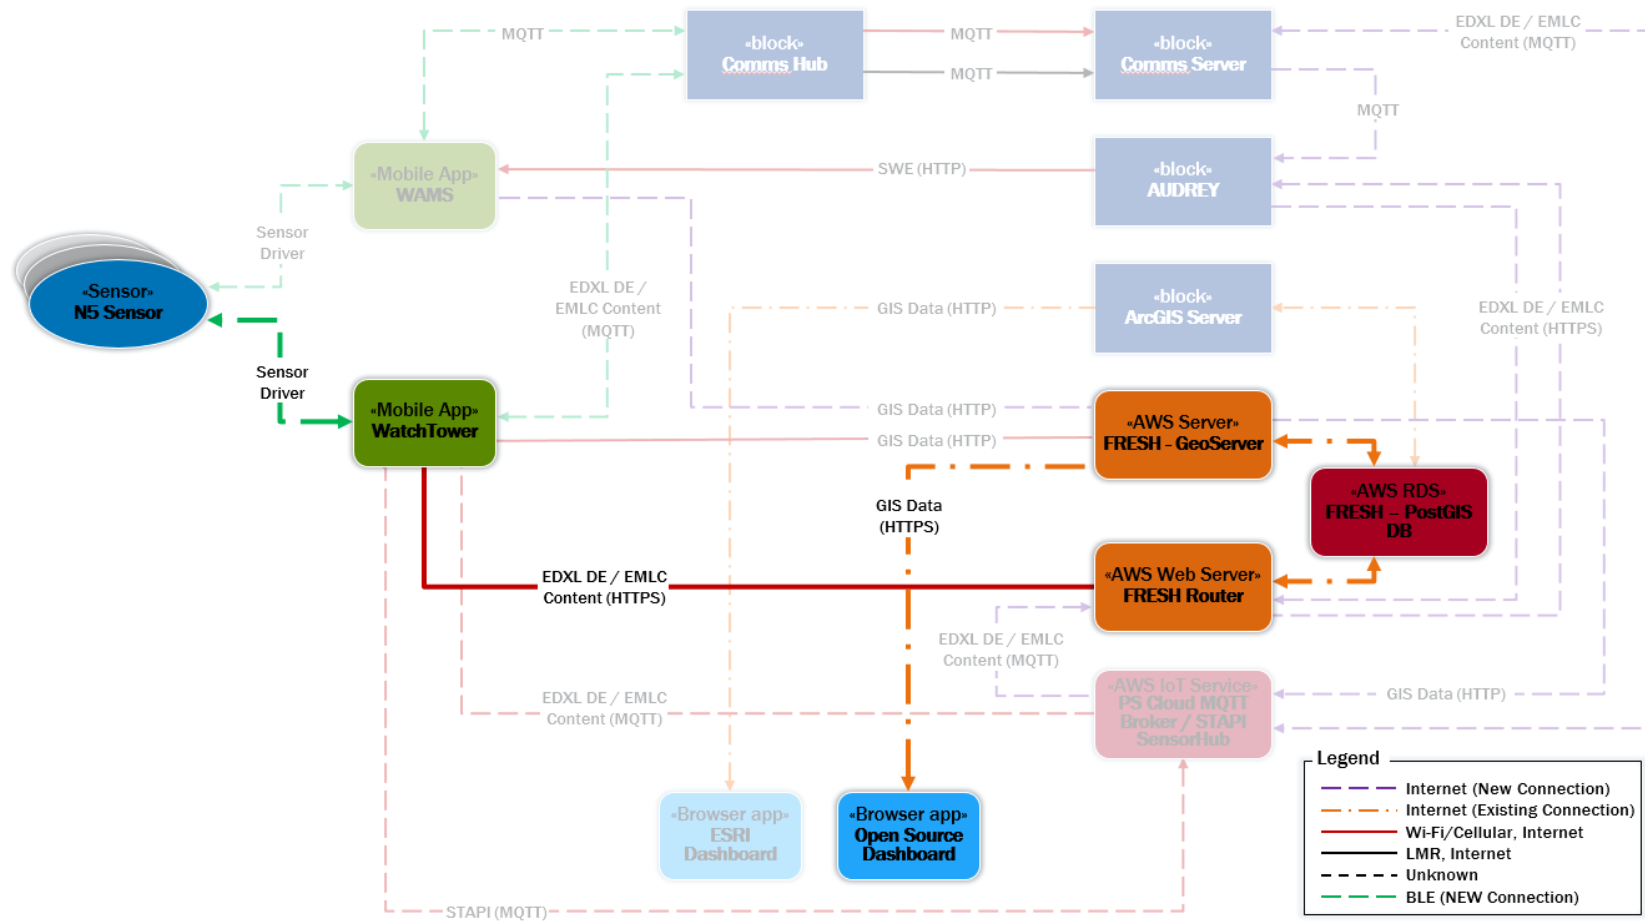 EDXL DE / EMLC
Content (MQTT)
MQTT
«block»
Comms Hub
MQTT
MQTT
«block»
Comms Server
MQTT
«Mobile App»
WAMS
SWE (HTTP)
«block»
AUDREY
Sensor
Driver
«Sensor»
N5 Sensor
EDXL DE /
EMLC Content
(MQTT)
GIS Data (HTTP)
«block»
ArcGIS Server
EDXL DE / EMLC
Content (HTTPS)
Sensor
Driver
«Mobile App»
WatchTower
GIS Data (HTTP)
GIS Data (HTTP)
«AWS Server»
FRESH - GeoServer
GIS Data
(HTTPS)
«AWS RDS»
FRESH – PostGIS
DB
EDXL DE / EMLC
Content (HTTPS)
«AWS Web Server»
FRESH Router
EDXL DE / EMLC
Content (MQTT)
EDXL DE / EMLC
Content (MQTT)
«AWS IoT Service»
PS Cloud MQTT
Broker / STAPI
SensorHub
GIS Data (HTTP)
«Browser app»
ESRI
Dashboard
«Browser app»
Open Source
Dashboard
STAPI (MQTT)
Legend
Internet (New Connection)
Internet (Existing Connection)
Wi-Fi/Cellular, Internet
LMR, Internet
Unknown
BLE (NEW Connection)